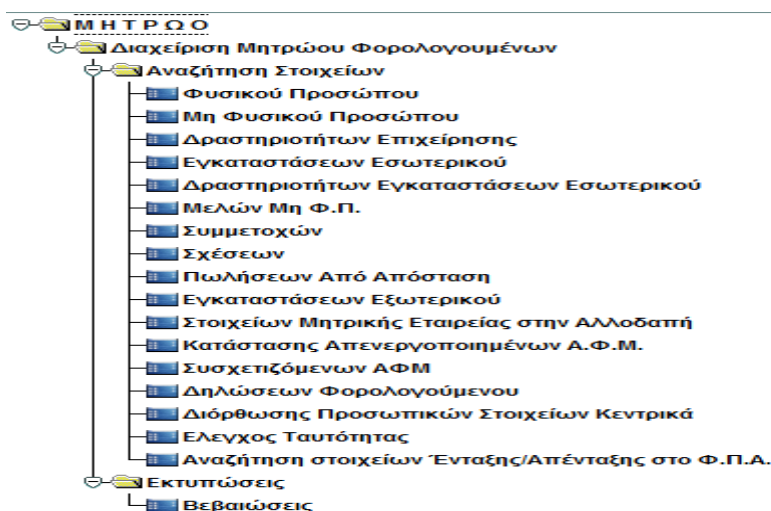 Μ Η Τ Ρ Ω Ο
Διαχείριση Μητρώου Φορολογουμένων
Αναζήτηση Στοιχείων
Φυσικού Προσώπου
Μη Φυσικού Προσώπου
Δραστηριοτήτων Επιχείρησης
Εγκαταστάσεων Εσωτερικού
Δραστηριοτήτων Εγκαταστάσεων Εσωτερικού
Μελών Μη Φ.Π.
Συμμετοχών
Σχέσεων
Πωλήσεων Από Απόσταση
Εγκαταστάσεων Εξωτερικού
Στοιχείων Μητρικής Εταιρείας στην Αλλοδαπή
Κατάστασης Απενεργοποιημένων Α.Φ.Μ.
Συσχετιζόμενων ΑΦΜ
Δηλώσεων Φορολογούμενου
Διόρθωσης Προσωπικών Στοιχείων Κεντρικά
Ελεγχος Ταυτότητας
Αναζήτηση στοιχείων Ένταξης/Απένταξης στο Φ.Π.Α.
Εκτυπώσεις
Βεβαιώσεις